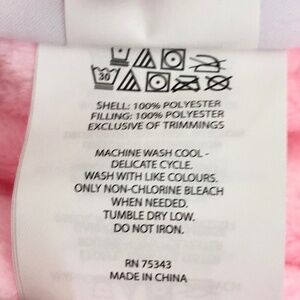 30
SHELL: 100% POLYESTER
FILLING: 100% POLYESTER
EXCLUSIVE OF TRIMMINGS
MACHINE WASH COOL -
DELICATE CYCLE.
WASH WITH LIKE COLOURS.
ONLY NON-CHLORINE BLEACH
WHEN NEEDED.
TUMBLE DRY LOW.
DO NOT IRON.
RN 75343
MADE IN CHINA